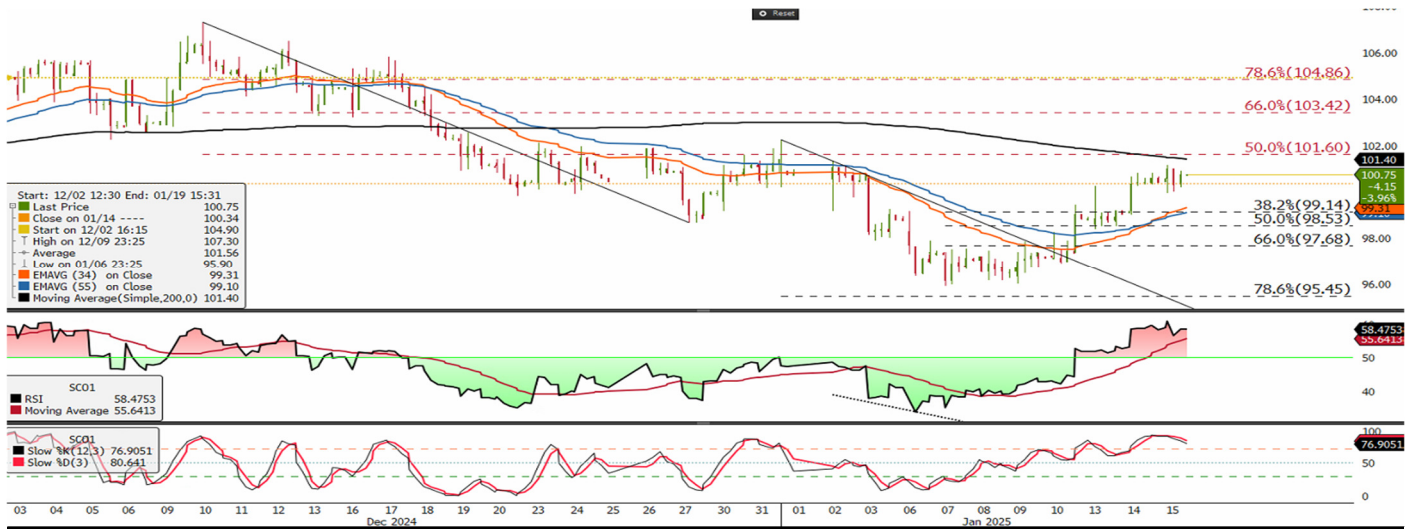 Reset
106.00
78.6%(104.86)
104.00
66.0%(103.42)
102.00
50.0%(101.60)
101.40
100.75
-4.15
-3.96%
38.2%(99.14)
99.31
50.0%(98.53)
98.00
66.0%(97.68)
96.00
78.6%(95.45)
Start: 12/02 12:30 End: 01/19 15:31
Last Price 100.75
Close on 01/14 ---- 100.34
Start on 12/02 16:15 104.90
High on 12/09 23:25 107.30
Average 101.56
Low on 01/06 23:25 95.90
EMAVG (34) on Close 99.31
EMAVG (55) on Close 99.10
Moving Average(Simple,200,0) 101.40
58.4753
55.6413
50
40
SCO1
RSI 58.4753
Moving Average 55.6413
100
76.9051
50
0
SCO1
Slow %K(12,3) 76.9051
Slow %D(3) 80.641
03 04 05 06 09 10 11 12 13 16 17 18 19 20 23 24 25 26 27 30 31 01 02 03 06 07 08 09 10 13 14 15
Dec 2024 Jan 2025